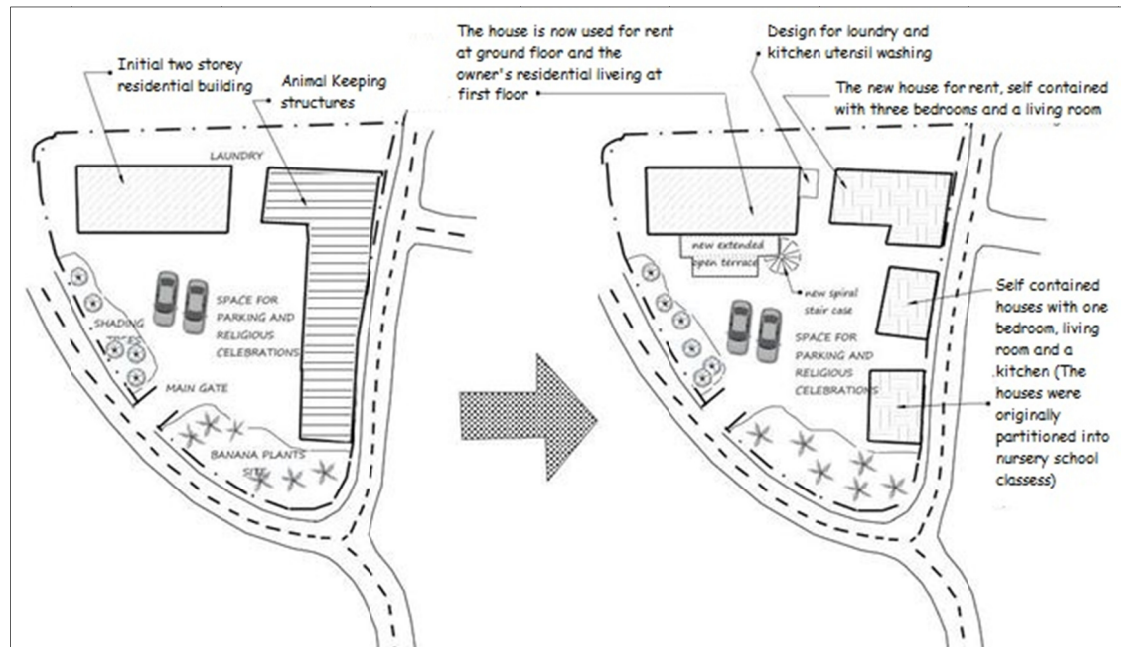 Initial two storey
residential building
Animal Keeping
structures
LAUNDRY
SPACE FOR
PARKING AND
RELIGIOUS
CELEBRATIONS
SHADING
TREES
MAIN GATE
BANANA PLANTS
SITE
The house is now used for rent
at ground floor and the
owner's residential liveing at
first floor
Design for loundry and
kitchen utensil washing
The new house for rent, self contained
with three bedrooms and a living room
new extended
open terrace
new spiral
stair case
SPACE FOR
PARKING AND
RELIGIOUS
CELEBRATIONS
Self contained
houses with one
bedroom, living
room and a
kitchen (The
houses were
originally
partitioned into
nursery school
classess)